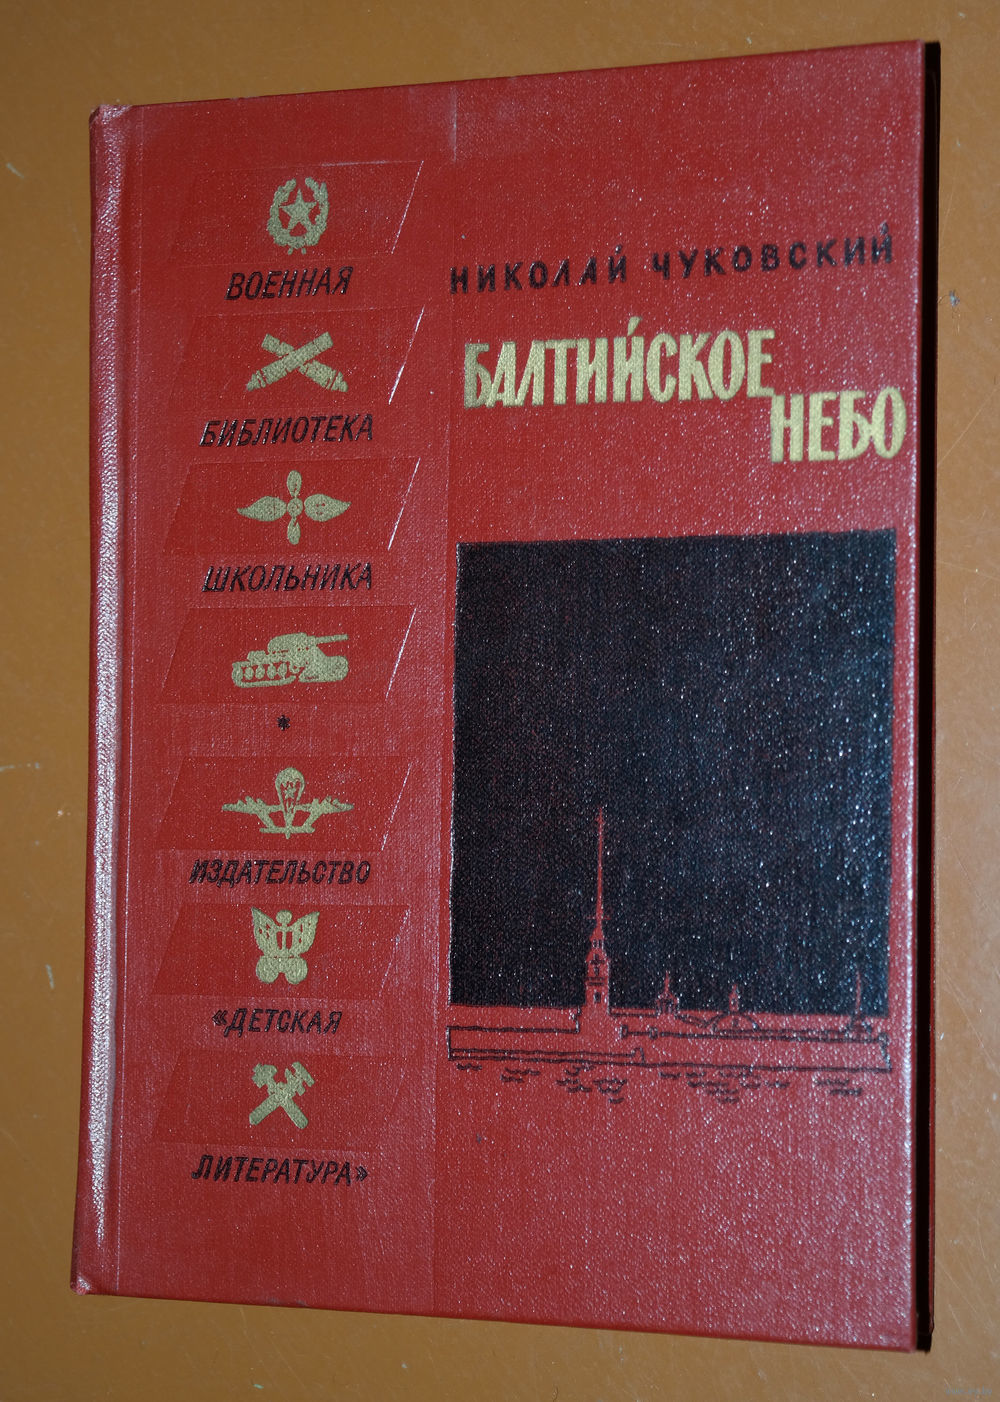 ВОЕННАЯ
БИБЛИОТЕКА
ШКОЛЬНИКА
*
ИЗДАТЕЛЬСТВО
«ДЕТСКАЯ
ЛИТЕРАТУРА»
НИКОЛАЙ ЧУКОВСКИЙ
БАЛТИЙСКОЕ
НЕБО